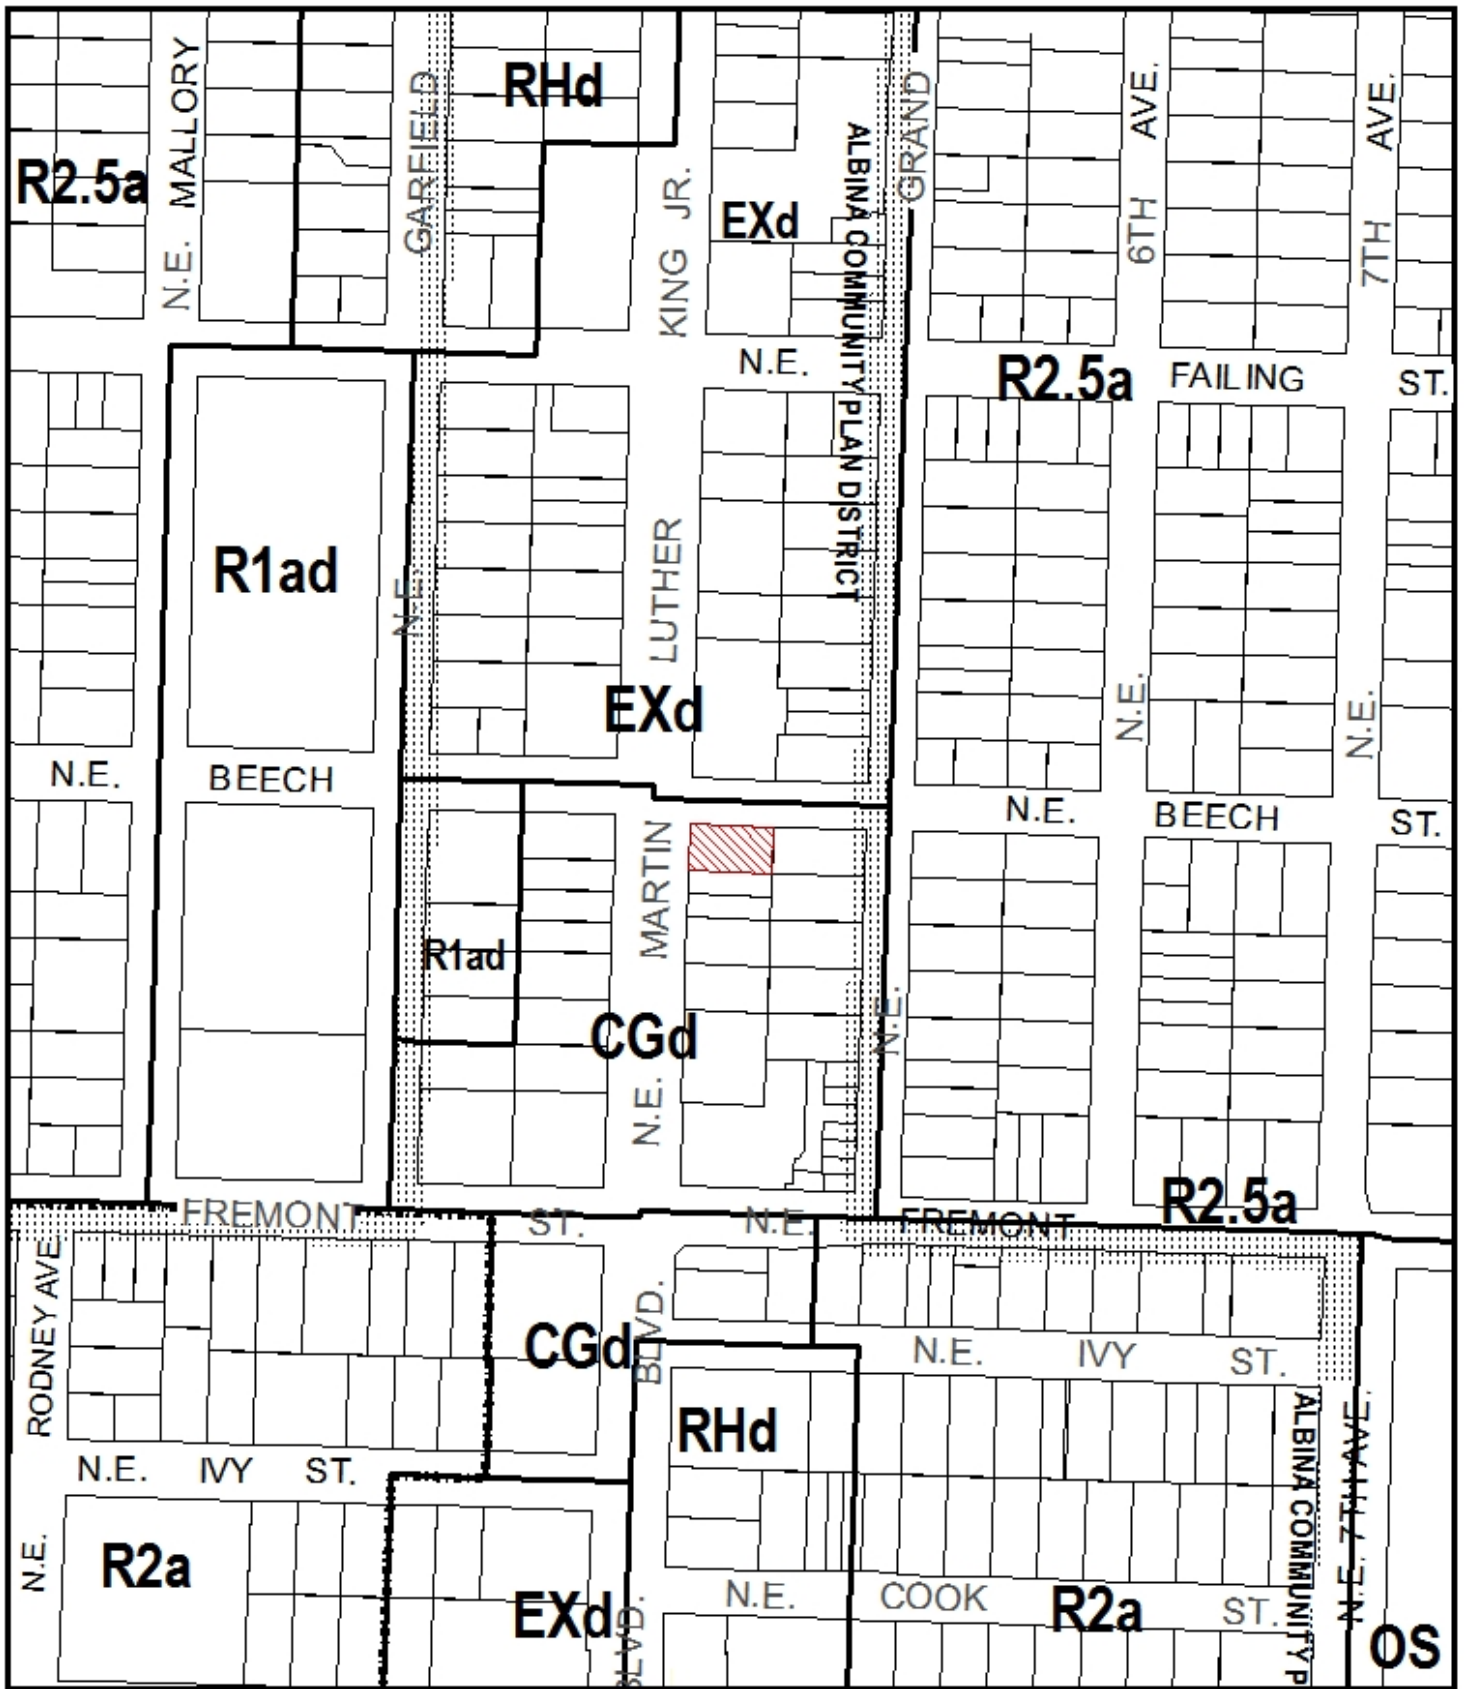 RHd
R2.5a
N.E. MALLORY
GARFIELD
KING JR.
EXd
ALBINA COMMUNITY PLAN DSTRICT
GRAND
6TH AVE.
7TH AVE.
N.E.
R2.5a
FAILING
ST.
R1ad
N.E
LUTHER
EXd
N.E.
N.E.
N.E.
BEECH
N.E.
BEECH
ST.
MARTIN
R1ad
CGd
N.E.
N.E.
FREMONT
ST.
N.E.
FREMONT
R2.5a
RODNEY AVE
CGd
BLVD.
N.E.
IVY
ST.
RHd
N.E.
IVY
ST.
ALBINA COMMUNITY P
N.E. 7TH AVE.
N.E.
R2a
EXd
BLVD.
N.E.
COOK
R2a
ST.
OS